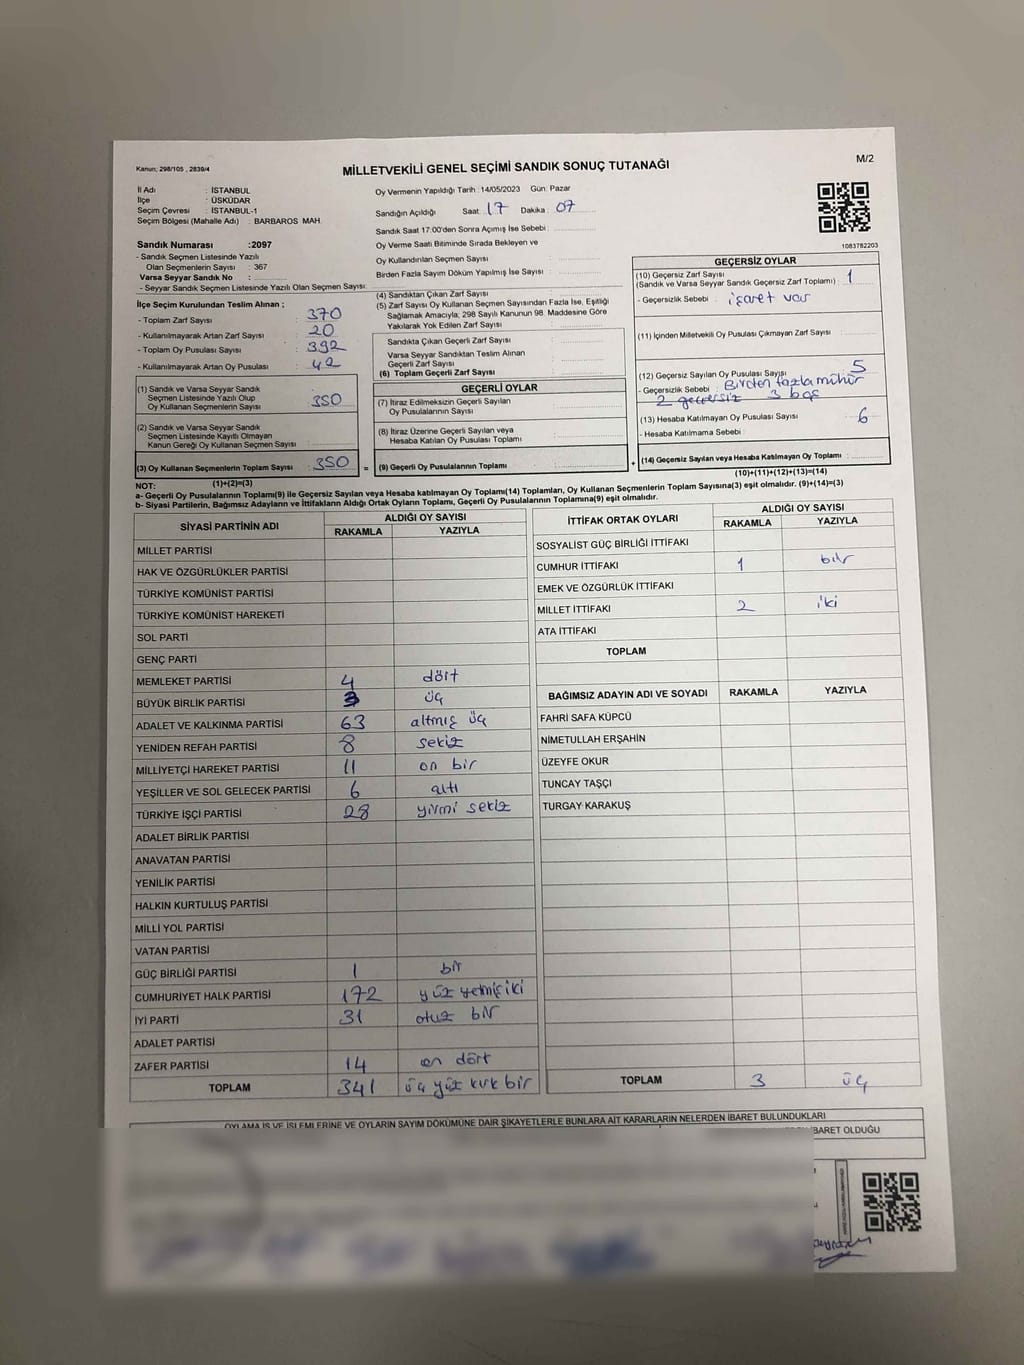 Kanun; 298/105 , 2839/4
MİLLETVEKİLİ GENEL SEÇİMİ SANDIK SONUÇ TUTANAĞI
M/2
İl Adı : İSTANBUL
İlçe : ÜSKÜDAR
Seçim Çevresi : İSTANBUL-1
Seçim Bölgesi (Mahalle Adı) : BARBAROS MAH.
Sandık Numarası :2097
- Sandık Seçmen Listesinde Yazılı
Olan Seçmenlerin Sayısı : 367
Varsa Seyyar Sandık No :
- Seyyar Sandık Seçmen Listesinde Yazılı Olan Seçmen Sayısı:
Oy Vermenin Yapıldığı Tarih : 14/05/2023 Gün: Pazar
Sandığın Açıldığı Saat 17 Dakika : 07
Sandık Saat 17:00'den Sonra Açımış İse Sebebi :
Oy Verme Saati Bitiminde Sırada Bekleyen ve
Oy Kullandırılan Seçmen Sayısı :
Birden Fazla Sayım Döküm Yapılmış İse Sayısı :
1083782203
İlçe Seçim Kurulundan Teslim Alınan ;
- Toplam Zarf Sayısı : 370
- Kullanılmayarak Artan Zarf Sayısı : 20
- Toplam Oy Pusulası Sayısı : 392
- Kullanılmayarak Artan Oy Pusulası : 42
(1) Sandık ve Varsa Seyyar Sandık
Seçmen Listesinde Yazılı Olup
Oy Kullanan Seçmenlerin Sayısı : 350
(2) Sandık ve Varsa Seyyar Sandık
Seçmen Listesinde Kayıtlı Olmayan
Kanun Gereği Oy Kullanan Seçmen Sayısı :
(3) Oy Kullanan Seçmenlerin Toplam Sayısı : 350 =
(1)+(2)=(3)
(4) Sandıktan Çıkan Zarf Sayısı :
(5) Zarf Sayısı Oy Kullanan Seçmen Sayısından Fazla İse, Eşitliği
Sağlamak Amacıyla; 298 Sayılı Kanunun 98. Maddesine Göre
Yakılarak Yok Edilen Zarf Sayısı :
Sandıkta Çıkan Geçerli Zarf Sayısı :
Varsa Seyyar Sandıktan Teslim Alınan
Geçerli Zarf Sayısı :
(6) Toplam Geçerli Zarf Sayısı :
GEÇERLİ OYLAR
(7) İtiraz Edilmeksizin Geçerli Sayılan
Oy Pusulalarının Sayısı :
(8) İtiraz Üzerine Geçerli Sayılan veya
Hesaba Katılan Oy Pusulası Toplamı :
(9) Geçerli Oy Pusulalarının Toplamı : +
GEÇERSİZ OYLAR
(10) Geçersiz Zarf Sayısı
(Sandık ve Varsa Seyyar Sandık Geçersiz Zarf Toplamı) : 1
- Geçersizlik Sebebi : işaret var
(11) İçinden Milletvekili Oy Pusulası Çıkmayan Zarf Sayısı :
(12) Geçersiz Sayılan Oy Pusulası Sayısı : 5
- Geçersizlik Sebebi : Birden fazla mühür
2 geçersiz 3 boş
(13) Hesaba Katılmayan Oy Pusulası Sayısı : 6
- Hesaba Katılmama Sebebi :
(14) Geçersiz Sayılan veya Hesaba Katılmayan Oy Toplamı :
(10)+(11)+(12)+(13)=(14)
NOT:
a- Geçerli Oy Pusulalarının Toplamı(9) ile Geçersiz Sayılan veya Hesaba katılmayan Oy Toplamı(14) Toplamları, Oy Kullanan Seçmenlerin Toplam Sayısına(3) eşit olmalıdır. (9)+(14)=(3)
b- Siyasi Partilerin, Bağımsız Adayların ve İttifakların Aldığı Ortak Oyların Toplamı, Geçerli Oy Pusulalarının Toplamına(9) eşit olmalıdır.
SİYASİ PARTİNİN ADI ALDIĞI OY SAYISI
RAKAMLA YAZIYLA
MİLLET PARTİSİ
HAK VE ÖZGÜRLÜKLER PARTİSİ
TÜRKİYE KOMÜNİST PARTİSİ
TÜRKİYE KOMÜNİST HAREKETİ
SOL PARTİ
GENÇ PARTİ
MEMLEKET PARTİSİ 4 dört
BÜYÜK BİRLİK PARTİSİ 3 üç
ADALET VE KALKINMA PARTİSİ 63 altmış üç
YENİDEN REFAH PARTİSİ 8 sekiz
MİLLİYETÇİ HAREKET PARTİSİ 11 on bir
YEŞİLLER VE SOL GELECEK PARTİSİ 6 altı
TÜRKİYE İŞÇİ PARTİSİ 28 yirmi sekiz
ADALET BİRLİK PARTİSİ
ANAVATAN PARTİSİ
YENİLİK PARTİSİ
HALKIN KURTULUŞ PARTİSİ
MİLLİ YOL PARTİSİ
VATAN PARTİSİ
GÜÇ BİRLİĞİ PARTİSİ 1 bir
CUMHURİYET HALK PARTİSİ 172 yüz yetmiş iki
İYİ PARTİ 31 otuz bir
ADALET PARTİSİ
ZAFER PARTİSİ 14 on dört
TOPLAM 341 üç yüz kırk bir
İTTİFAK ORTAK OYLARI ALDIĞI OY SAYISI
RAKAMLA YAZIYLA
SOSYALİST GÜÇ BİRLİĞİ İTTİFAKI
CUMHUR İTTİFAKI 1 bir
EMEK VE ÖZGÜRLÜK İTTİFAKI
MİLLET İTTİFAKI 2 iki
ATA İTTİFAKI
TOPLAM
BAĞIMSIZ ADAYIN ADI VE SOYADI RAKAMLA YAZIYLA
FAHRİ SAFA KÜPCÜ
NİMETULLAH ERŞAHİN
ÜZEYFE OKUR
TUNCAY TAŞÇI
TURGAY KARAKUŞ
TOPLAM 3 üç
OYLAMA İŞ VE İŞLEMLERİNE VE OYLARIN SAYIM DÖKÜMÜNE DAİR ŞİKAYETLERLE BUNLARA AİT KARARLARIN NELERDEN İBARET BULUNDUKLARI
İBARET OLDUĞU